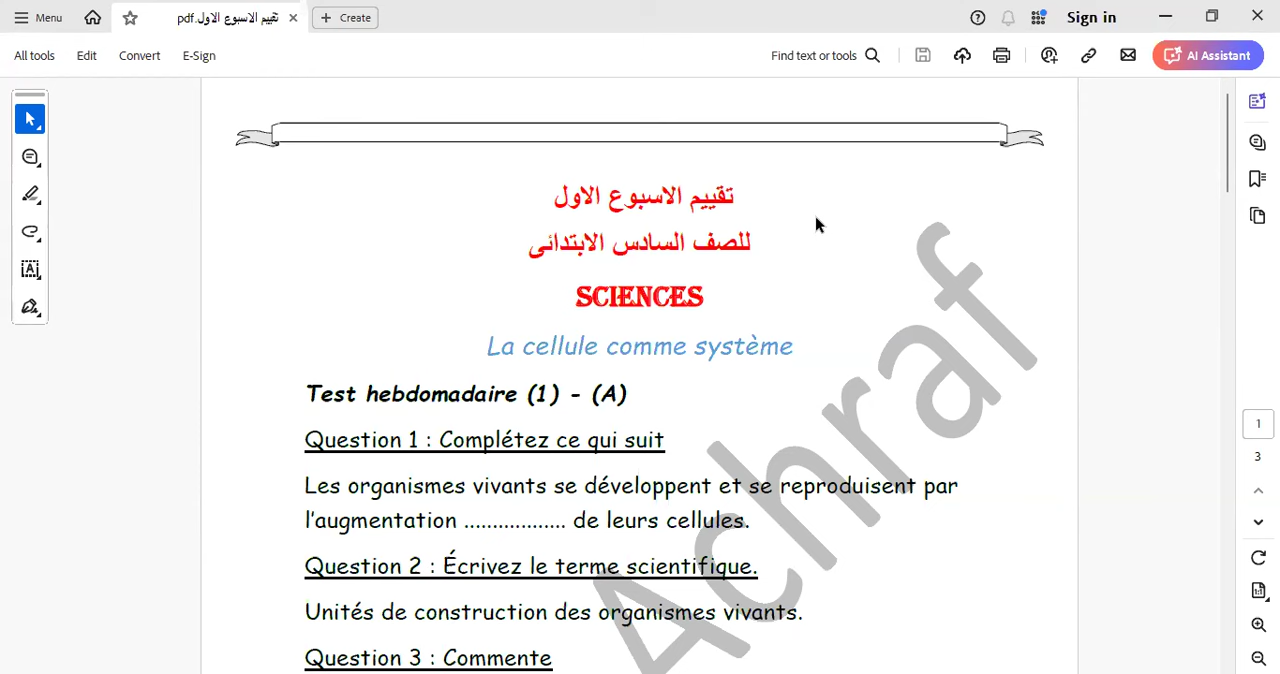 Menu
تقييم الاسبوع الاول.pdf
Create
Sign in
All tools
Edit
Convert
E-Sign
Find text or tools
AI Assistant
تقييم الاسبوع الاول
للصف السادس الابتدائى
SCIENCES
La cellule comme système
Test hebdomadaire (1) - (A)
Question 1 : Complétez ce qui suit
Les organismes vivants se développent et se reproduisent par
l'augmentation .................. de leurs cellules.
Question 2 : Écrivez le terme scientifique.
Unités de construction des organismes vivants.
Question 3 : Commente
Achraf
1
3